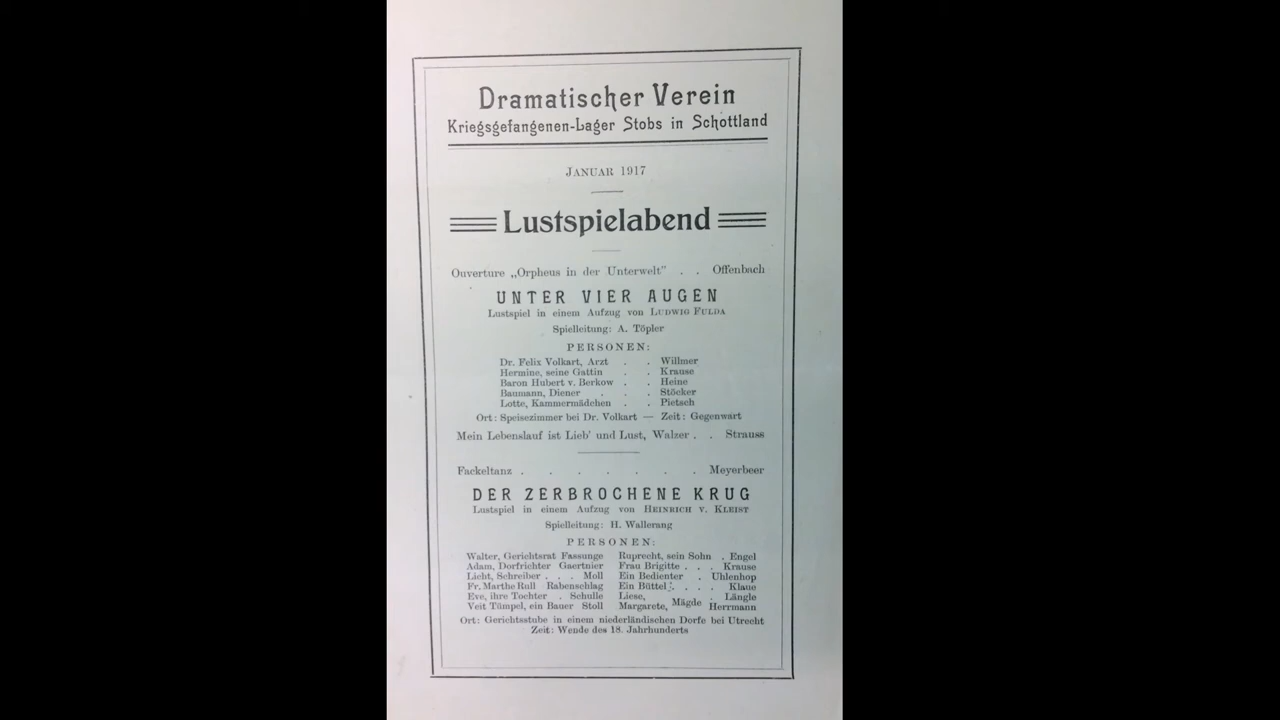 Dramatischer Verein
Kriegsgefangenen-Lager Stobs in Schottland
JANUAR 1917
Lustspielabend
Ouverture „Orpheus in der Unterwelt" . . Offenbach
UNTER VIER AUGEN
Lustspiel in einem Aufzug von LUDWIG FULDA
Spielleitung: A. Töpler
PERSONEN:
Dr. Felix Volkart, Arzt . . Willmer
Hermine, seine Gattin . . Krause
Baron Hubert v. Berkow . . Heine
Baumann, Diener . . . Stöcker
Lotte, Kammermädchen . . Pietsch
Ort: Speisezimmer bei Dr. Volkart — Zeit: Gegenwart
Mein Lebenslauf ist Lieb' und Lust, Walzer . . Strauss
Fackeltanz . . . . . . . Meyerbeer
DER ZERBROCHENE KRUG
Lustspiel in einem Aufzug von HEINRICH V. KLEIST
Spielleitung: H. Wallerang
PERSONEN:
Walter, Gerichtsrat Fassunge
Adam, Dorfrichter Gaertnier
Licht, Schreiber . . . Moll
Fr. Marthe Rull Rabenschlag
Eve, ihre Tochter . Schulle
Veit Tümpel, ein Bauer Stoll
Ruprecht, sein Sohn . Engel
Frau Brigitte . . . Krause
Ein Bedienter . Uhlenhop
Ein Büttel . . . . Klaue
Liese, Mägde . Längle
Margarete, Herrmann
Ort: Gerichtsstube in einem niederländischen Dorfe bei Utrecht
Zeit: Wende des 18. Jahrhunderts